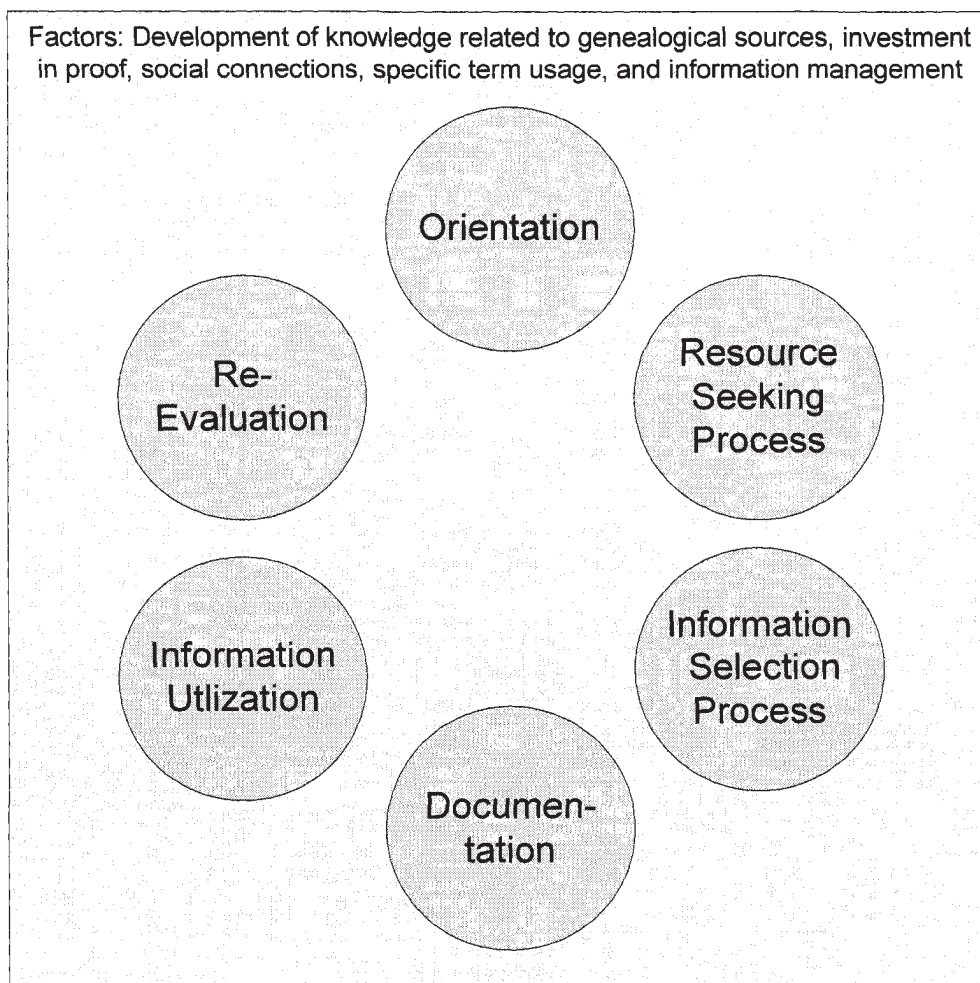 Factors: Development of knowledge related to genealogical sources, investment
in proof, social connections, specific term usage, and information management
Orientation
Resource
Seeking
Process
Information
Selection
Process
Documen-
tation
Information
Utlization
Re-
Evaluation